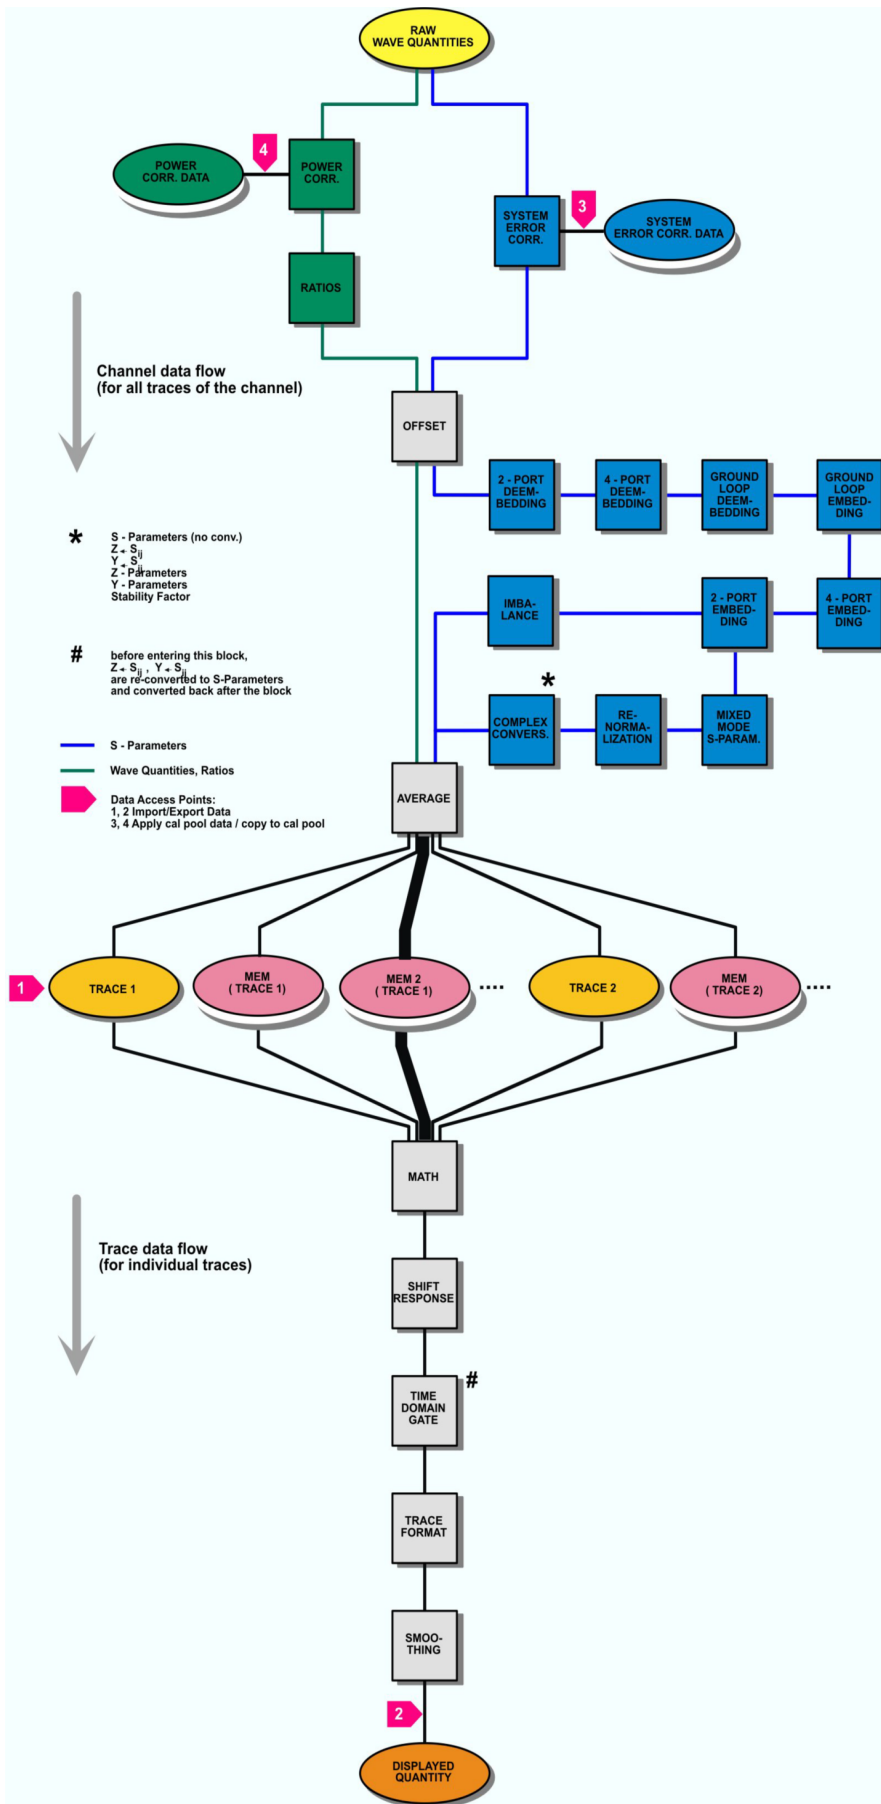 RAW
WAVE QUANTITIES
4
POWER
CORR. DATA
POWER
CORR.
3
SYSTEM
ERROR
CORR.
SYSTEM
ERROR CORR. DATA
RATIOS
Channel data flow
(for all traces of the channel)
OFFSET
2 - PORT
DEEM-
BEDDING
4 - PORT
DEEM-
BEDDING
GROUND
LOOP
DEEM-
BEDDING
GROUND
LOOP
EMBED-
DING
*
S - Parameters (no conv.)
Z ← Sij
Y ← Sij
Z - Parameters
Y - Parameters
Stability Factor
IMBA-
LANCE
2 - PORT
EMBED-
DING
4 - PORT
EMBED-
DING
#
before entering this block,
Z ← Sij , Y ← Sij
are re-converted to S-Parameters
and converted back after the block
*
COMPLEX
CONVERS.
RE-
NORMA-
LIZATION
MIXED
MODE
S-PARAM.
S - Parameters
Wave Quantities, Ratios
Data Access Points:
1, 2 Import/Export Data
3, 4 Apply cal pool data / copy to cal pool
AVERAGE
1
TRACE 1
MEM
( TRACE 1)
MEM 2
( TRACE 1)
....
TRACE 2
MEM
( TRACE 2)
....
MATH
Trace data flow
(for individual traces)
SHIFT
RESPONSE
#
TIME
DOMAIN
GATE
TRACE
FORMAT
SMOO-
THING
2
DISPLAYED
QUANTITY